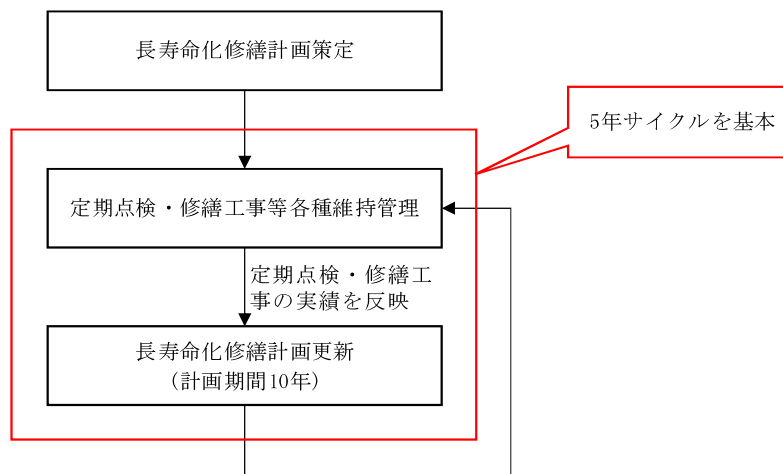 長寿命化修繕計画策定
5年サイクルを基本
定期点検・修繕工事等各種維持管理
定期点検・修繕工
事の実績を反映
長寿命化修繕計画更新
（計画期間10年）